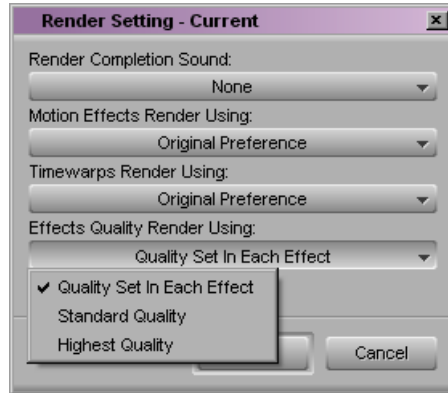 Render Setting - Current
Render Completion Sound:
None
Motion Effects Render Using:
Original Preference
Timewarps Render Using:
Original Preference
Effects Quality Render Using:
Quality Set In Each Effect
✔ Quality Set In Each Effect
Standard Quality
Highest Quality
Cancel